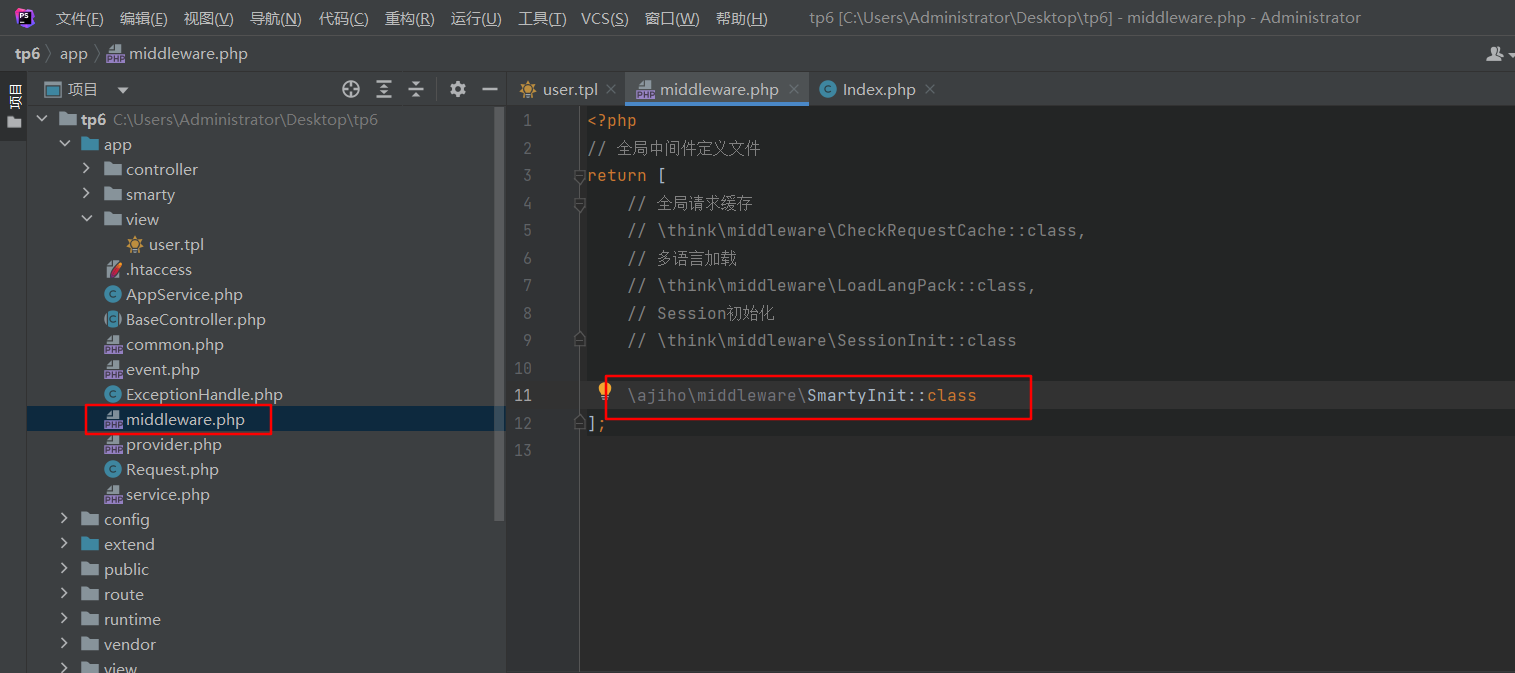 PS 文件(F) 编辑(E) 视图(V) 导航(N) 代码(C) 重构(R) 运行(U) 工具(T) VCS(S) 窗口(W) 帮助(H) tp6 [C:\Users\Administrator\Desktop\tp6] - middleware.php - Administrator
tp6 app middleware.php
项目
项目
user.tpl middleware.php Index.php
tp6 C:\Users\Administrator\Desktop\tp6
app
controller
smarty
view
user.tpl
.htaccess
AppService.php
BaseController.php
common.php
event.php
ExceptionHandle.php
middleware.php
provider.php
Request.php
service.php
config
extend
public
route
runtime
vendor
view
1 <?php
2 // 全局中间件定义文件
3 return [
4 // 全局请求缓存
5 // \think\middleware\CheckRequestCache::class,
6 // 多语言加载
7 // \think\middleware\LoadLangPack::class,
8 // Session初始化
9 // \think\middleware\SessionInit::class
10
11 \ajiho\middleware\SmartyInit::class
12 ];
13